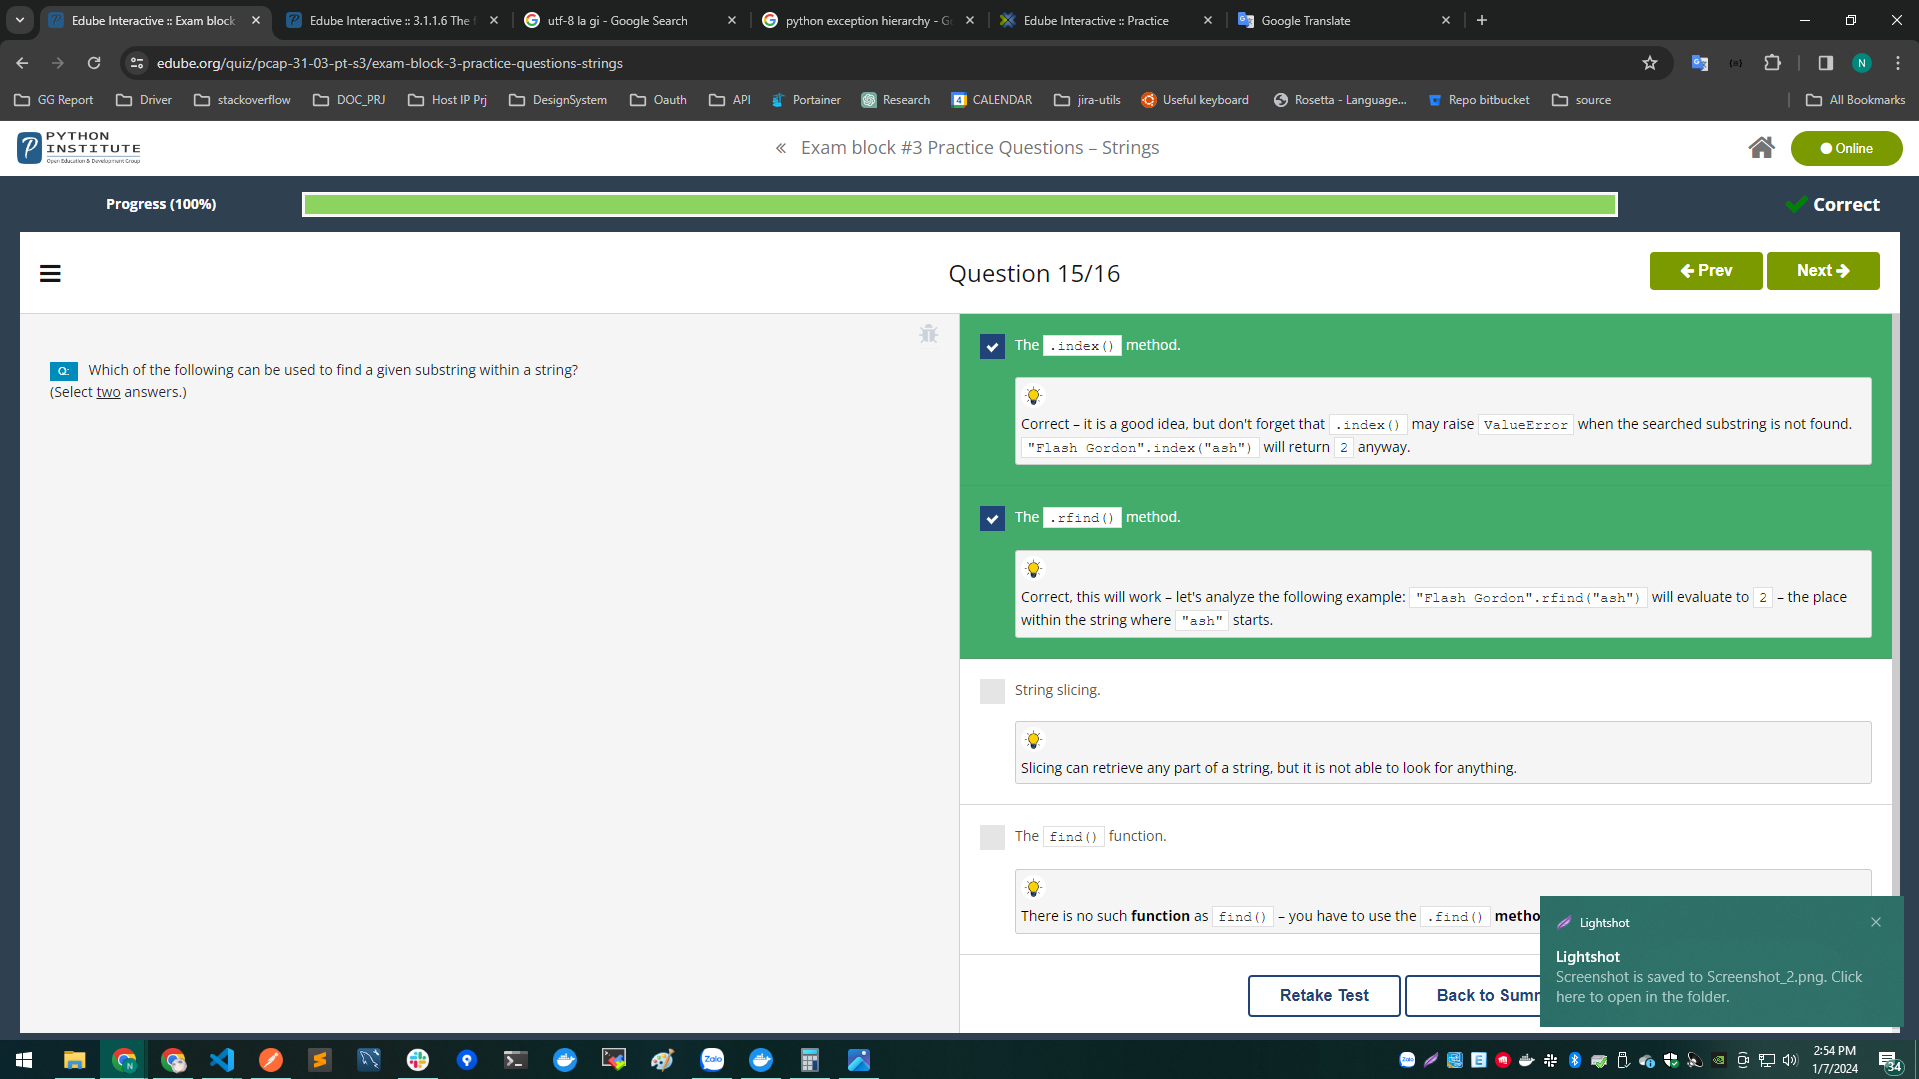 Edube Interactive :: Exam block
Edube Interactive :: 3.1.1.6 The f
utf-8 la gi - Google Search
python exception hierarchy - G
Edube Interactive :: Practice
Google Translate
edube.org/quiz/pcap-31-03-pt-s3/exam-block-3-practice-questions-strings
N
GG Report
Driver
stackoverflow
DOC_PRJ
Host IP Prj
DesignSystem
Oauth
API
Portainer
Research
CALENDAR
jira-utils
Useful keyboard
Rosetta - Language...
Repo bitbucket
source
All Bookmarks
PYTHON
INSTITUTE
Open Education & Development Group
« Exam block #3 Practice Questions – Strings
Online
Progress (100%)
Correct
Question 15/16
Prev
Next
Q: Which of the following can be used to find a given substring within a string?
(Select two answers.)
The .index() method.
Correct – it is a good idea, but don't forget that .index() may raise ValueError when the searched substring is not found.
"Flash Gordon".index("ash") will return 2 anyway.
The .rfind() method.
Correct, this will work – let's analyze the following example: "Flash Gordon".rfind("ash") will evaluate to 2 – the place
within the string where "ash" starts.
String slicing.
Slicing can retrieve any part of a string, but it is not able to look for anything.
The find() function.
There is no such function as find() – you have to use the .find() metho
Retake Test
Back to Summ
Lightshot
Lightshot
Screenshot is saved to Screenshot_2.png. Click
here to open in the folder.
2:54 PM
1/7/2024
34